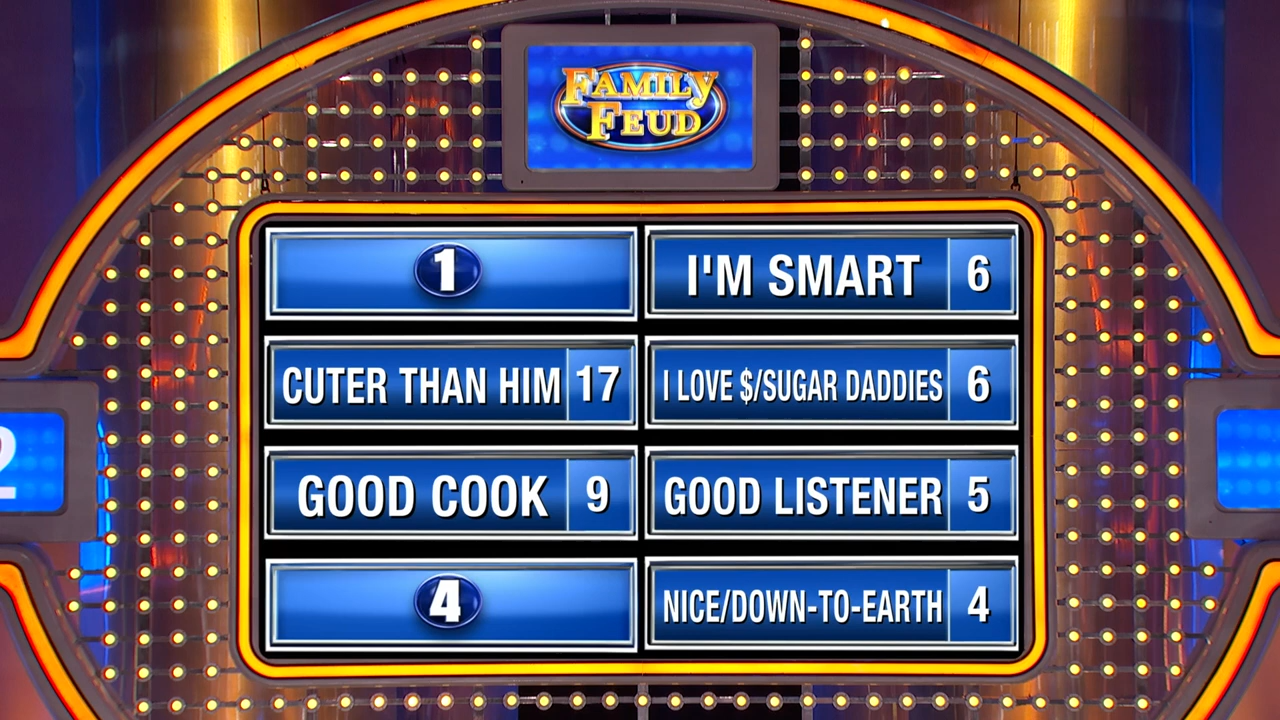 FAMILY
FEUD
1
I'M SMART 6
CUTER THAN HIM 17
I LOVE $/SUGAR DADDIES 6
GOOD COOK 9
GOOD LISTENER 5
4
NICE/DOWN-TO-EARTH 4
2